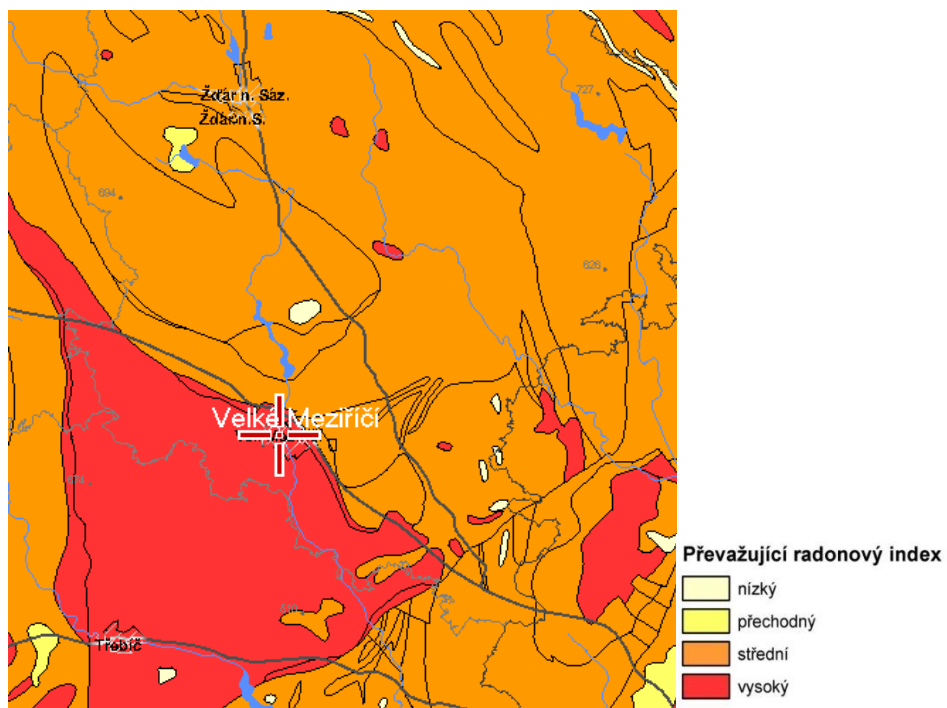 Žďár n. Sáz.
Žďár n.S.
727
694
626
Velké Meziříčí
Třebíč
Převažující radonový index
nízký
přechodný
střední
vysoký